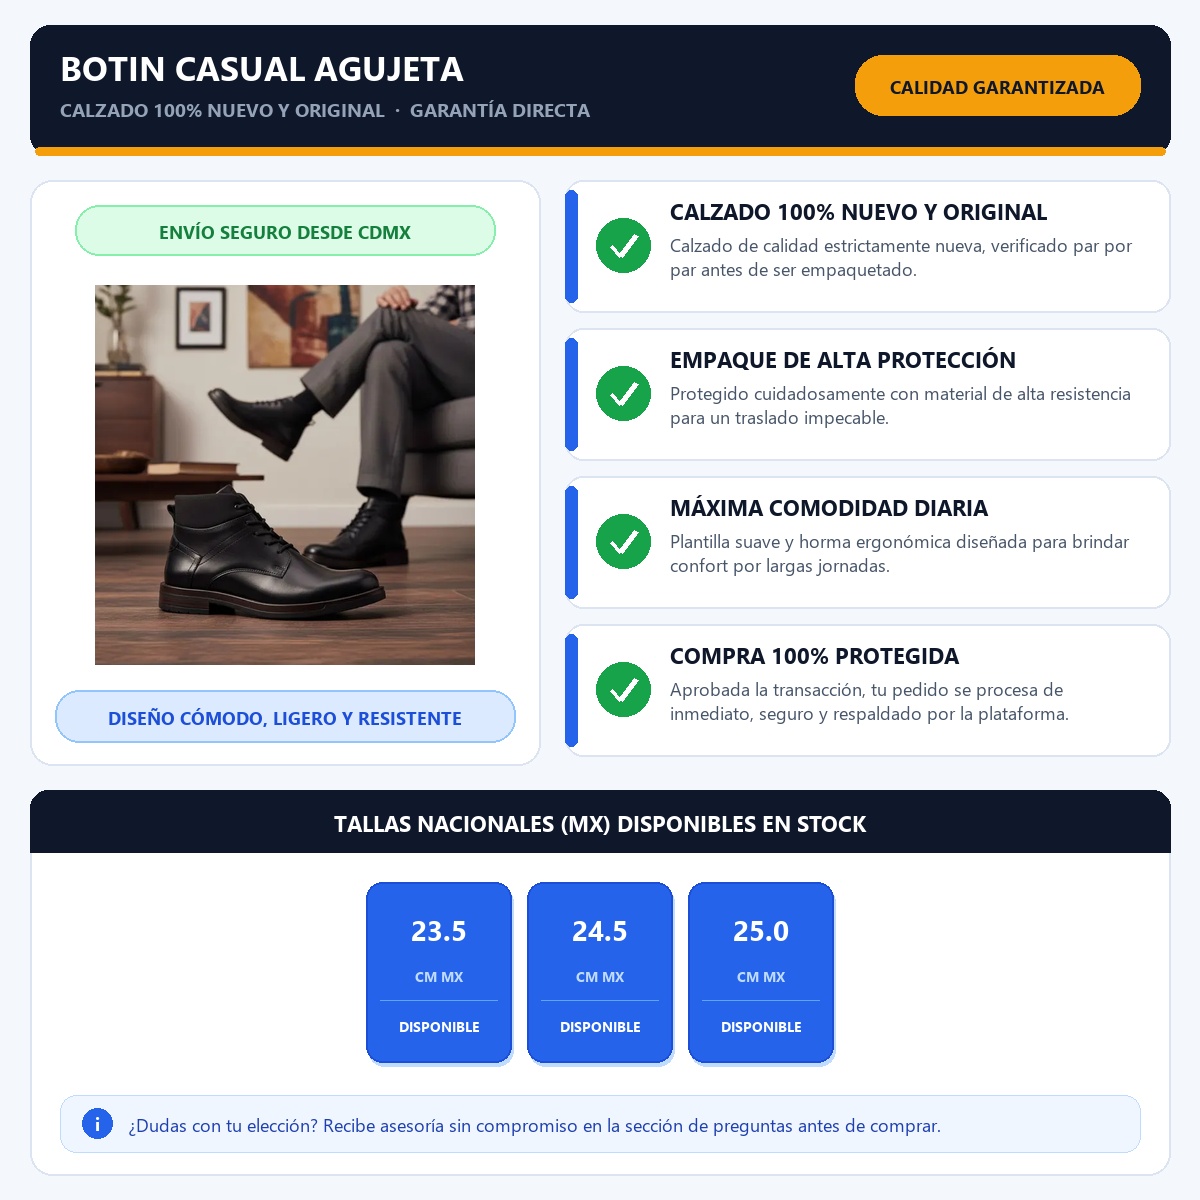 BOTIN CASUAL AGUJETA
CALZADO 100% NUEVO Y ORIGINAL · GARANTÍA DIRECTA
CALIDAD GARANTIZADA
ENVÍO SEGURO DESDE CDMX
DISEÑO CÓMODO, LIGERO Y RESISTENTE
CALZADO 100% NUEVO Y ORIGINAL
Calzado de calidad estrictamente nueva, verificado par por
par antes de ser empaquetado.
EMPAQUE DE ALTA PROTECCIÓN
Protegido cuidadosamente con material de alta resistencia
para un traslado impecable.
MÁXIMA COMODIDAD DIARIA
Plantilla suave y horma ergonómica diseñada para brindar
confort por largas jornadas.
COMPRA 100% PROTEGIDA
Aprobada la transacción, tu pedido se procesa de
inmediato, seguro y respaldado por la plataforma.
TALLAS NACIONALES (MX) DISPONIBLES EN STOCK
23.5
CM MX
DISPONIBLE
24.5
CM MX
DISPONIBLE
25.0
CM MX
DISPONIBLE
¿Dudas con tu elección? Recibe asesoría sin compromiso en la sección de preguntas antes de comprar.